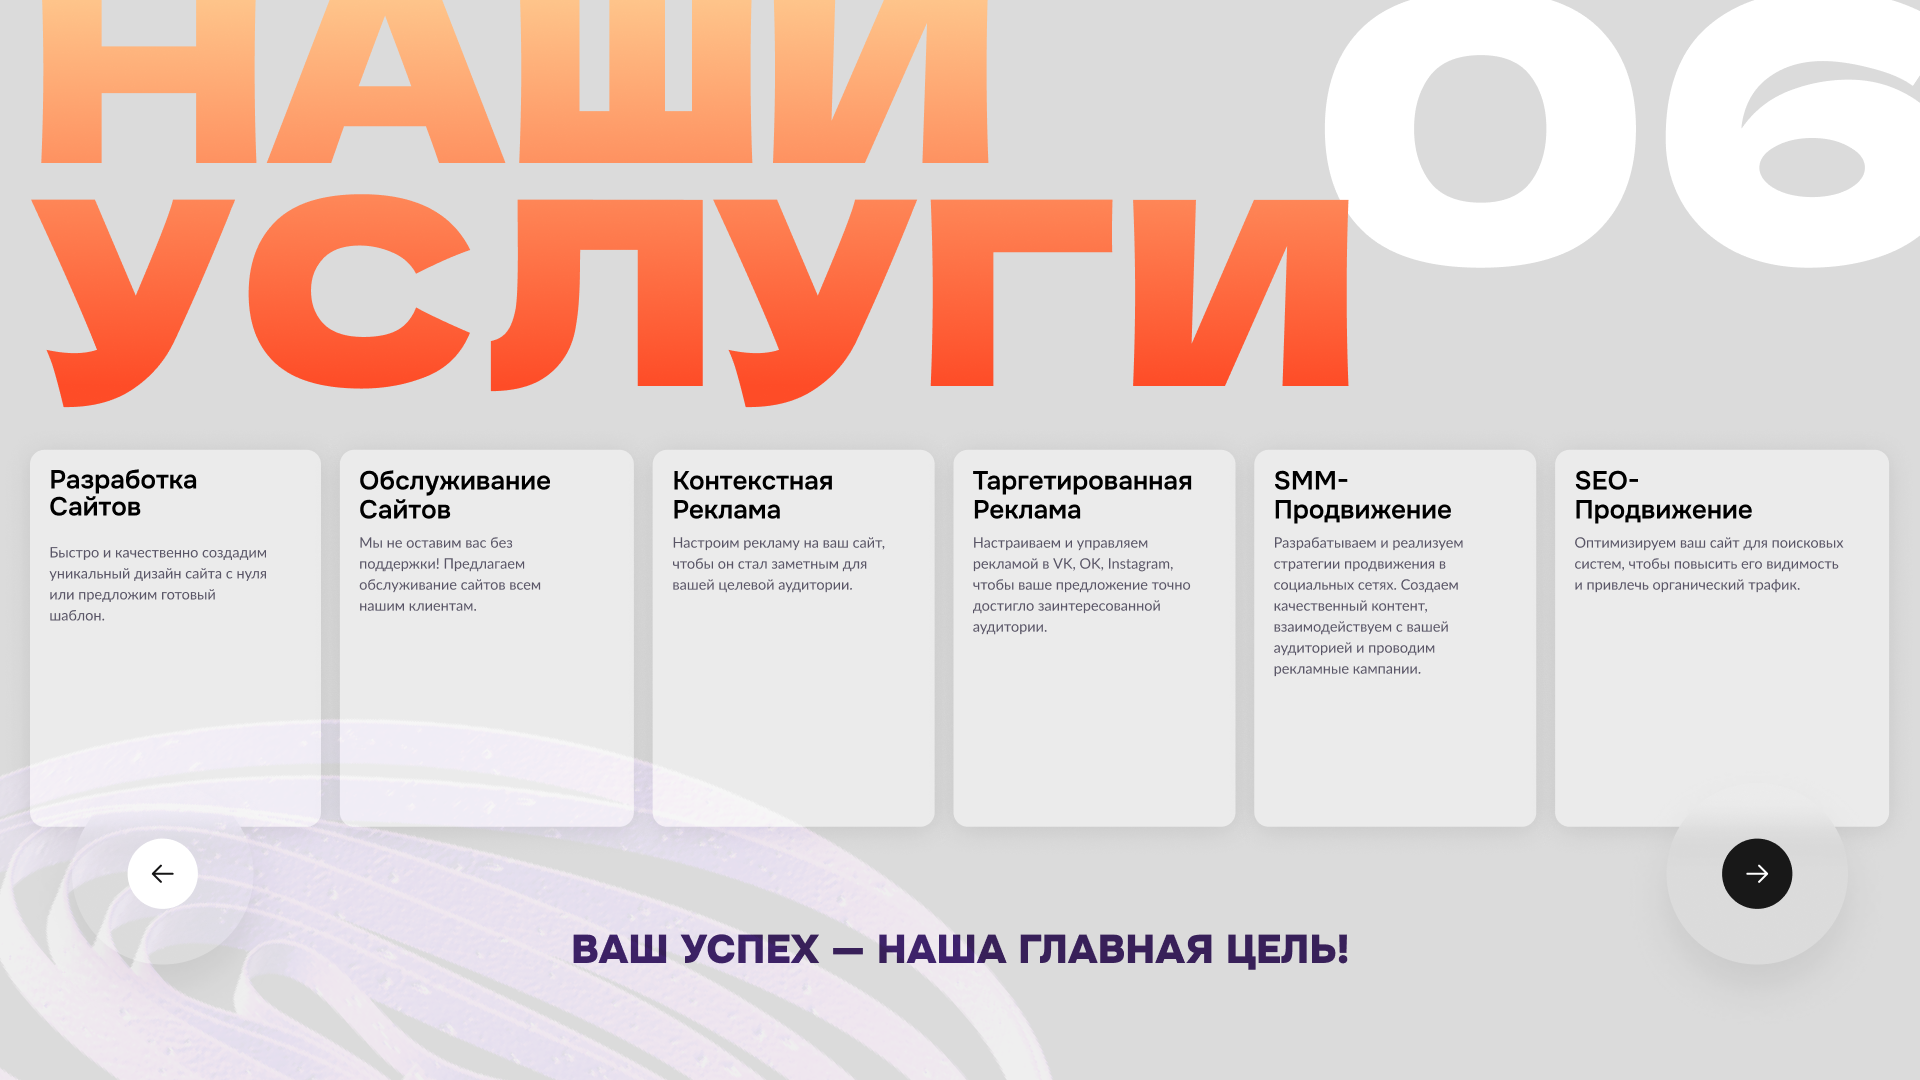 НАШИ
06
УСЛУГИ
Разработка
Сайтов
Быстро и качественно создадим
уникальный дизайн сайта с нуля
или предложим готовый
шаблон.
Обслуживание
Сайтов
Мы не оставим вас без
поддержки! Предлагаем
обслуживание сайтов всем
нашим клиентам.
Контекстная
Реклама
Настроим рекламу на ваш сайт,
чтобы он стал заметным для
вашей целевой аудитории.
Таргетированная
Реклама
Настраиваем и управляем
рекламой в VK, OK, Instagram,
чтобы ваше предложение точно
достигло заинтересованной
аудитории.
SMM-
Продвижение
Разрабатываем и реализуем
стратегии продвижения в
социальных сетях. Создаем
качественный контент,
взаимодействуем с вашей
аудиторией и проводим
рекламные кампании.
SEO-
Продвижение
Оптимизируем ваш сайт для поисковых
систем, чтобы повысить его видимость
и привлечь органический трафик.
ВАШ УСПЕХ — НАША ГЛАВНАЯ ЦЕЛЬ!